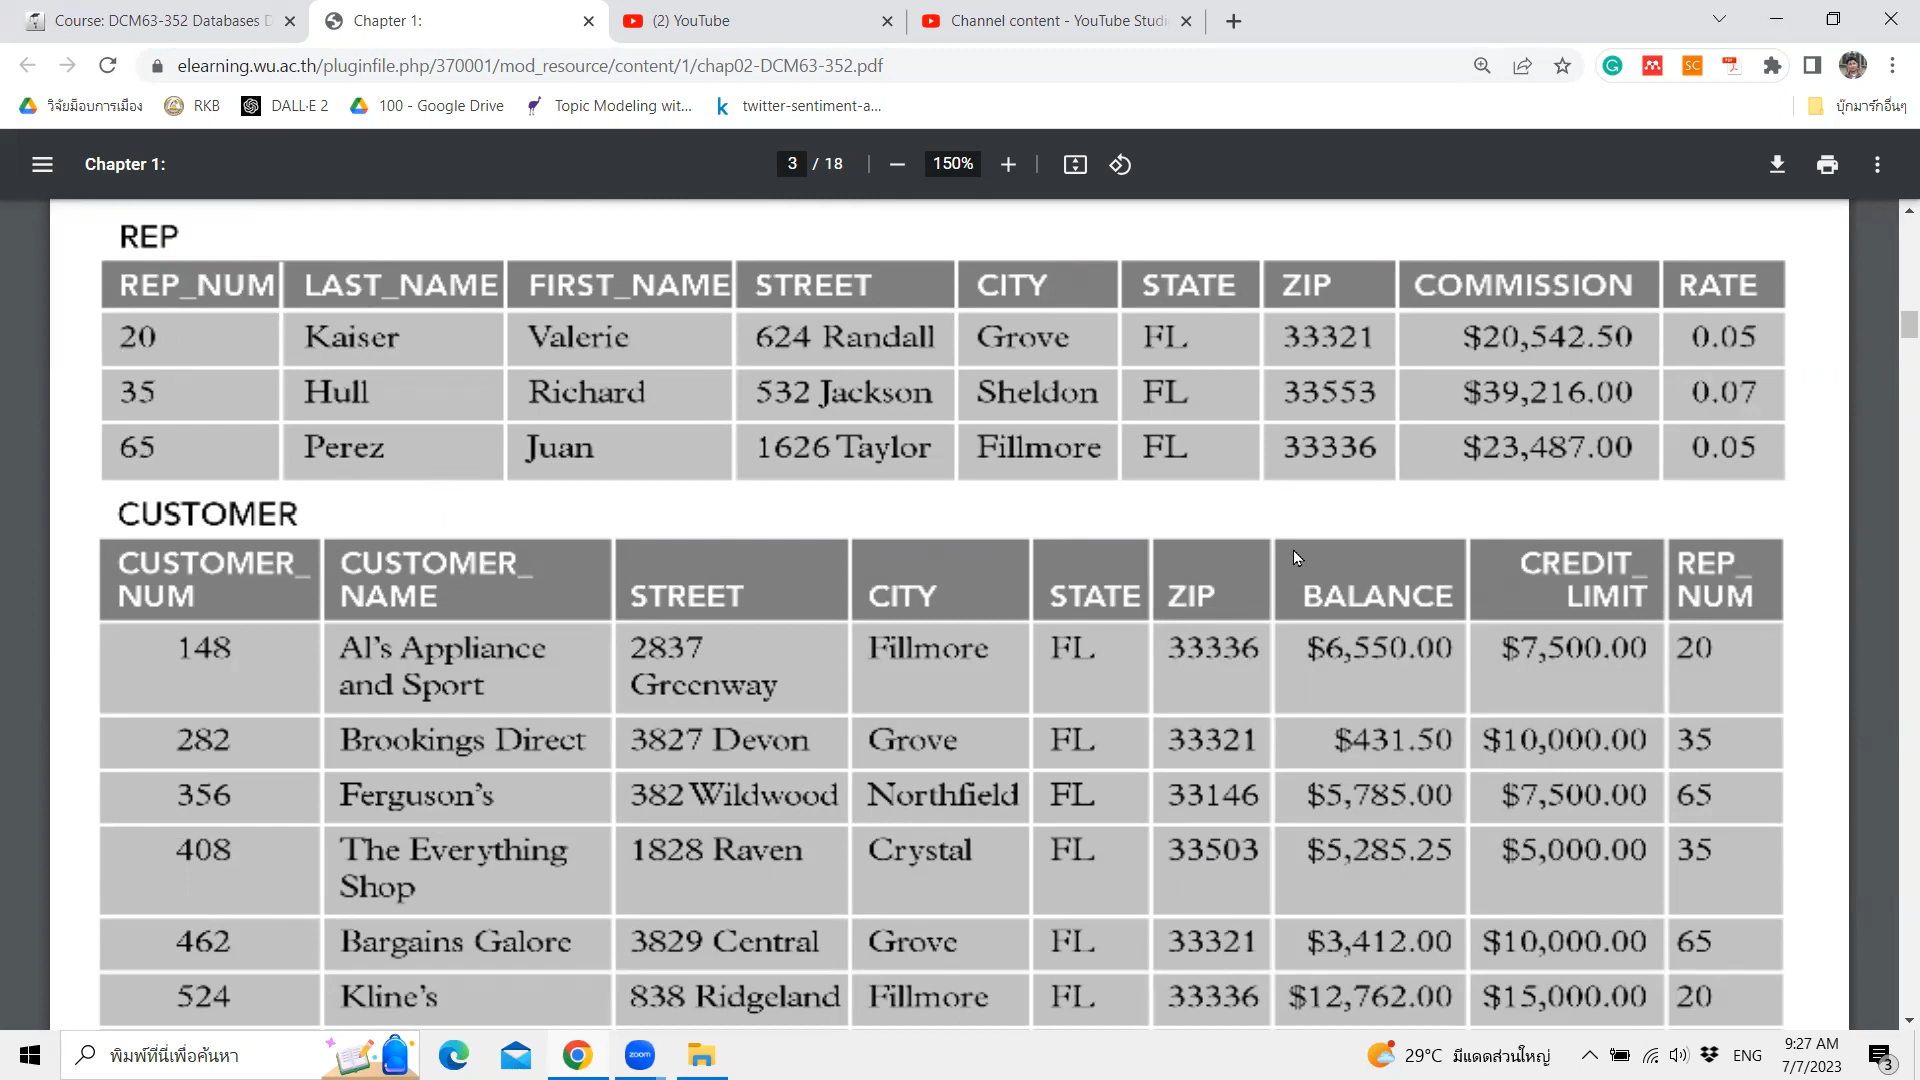 Course: DCM63-352 Databases D
Chapter 1:
(2) YouTube
Channel content - YouTube Studi
elearning.wu.ac.th/pluginfile.php/370001/mod_resource/content/1/chap02-DCM63-352.pdf
วิจัยม็อบการเมือง
RKB
DALL·E 2
100 - Google Drive
Topic Modeling wit...
twitter-sentiment-a...
บุ๊กมาร์กอื่นๆ
Chapter 1:
3 / 18
150%
REP
REP_NUM LAST_NAME FIRST_NAME STREET CITY STATE ZIP COMMISSION RATE
20 Kaiser Valerie 624 Randall Grove FL 33321 $20,542.50 0.05
35 Hull Richard 532 Jackson Sheldon FL 33553 $39,216.00 0.07
65 Perez Juan 1626 Taylor Fillmore FL 33336 $23,487.00 0.05
CUSTOMER
CUSTOMER_ CUSTOMER_ CREDIT_ REP_
NUM NAME STREET CITY STATE ZIP BALANCE LIMIT NUM
148 Al's Appliance 2837 Fillmore FL 33336 $6,550.00 $7,500.00 20
and Sport Greenway
282 Brookings Direct 3827 Devon Grove FL 33321 $431.50 $10,000.00 35
356 Ferguson's 382 Wildwood Northfield FL 33146 $5,785.00 $7,500.00 65
408 The Everything 1828 Raven Crystal FL 33503 $5,285.25 $5,000.00 35
Shop
462 Bargains Galore 3829 Central Grove FL 33321 $3,412.00 $10,000.00 65
524 Kline's 838 Ridgeland Fillmore FL 33336 $12,762.00 $15,000.00 20
พิมพ์ที่นี่เพื่อค้นหา
zoom
29°C มีแดดส่วนใหญ่
ENG
9:27 AM
7/7/2023
3